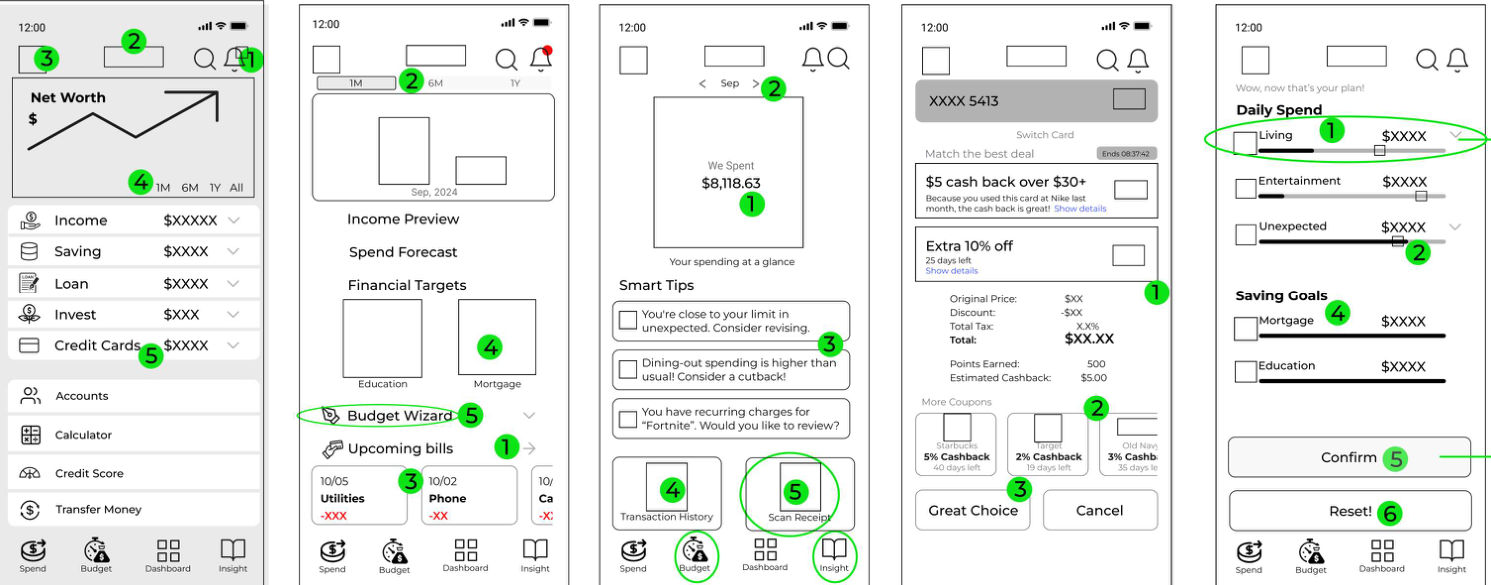 12:00
2
3
1
Net Worth
$
4
1M 6M 1Y All
Income $XXXXX
Saving $XXXX
LOAN
Loan $XXXX
Invest $XXX
Credit Cards $XXXX
5
Accounts
Calculator
Credit Score
Transfer Money
Spend Budget Dashboard Insight
12:00
1M 2 6M 1Y
Sep, 2024
Income Preview
Spend Forecast
Financial Targets
4
Education Mortgage
Budget Wizard 5
Upcoming bills 1
10/05 3 10/02 10/
Utilities Phone Ca
-XXX -XX -X
Spend Budget Dashboard Insight
12:00
< Sep > 2
We Spent
$8,118.63
1
Your spending at a glance
Smart Tips
You're close to your limit in
unexpected. Consider revising.
3
Dining-out spending is higher than
usual! Consider a cutback!
You have recurring charges for
“Fortnite”. Would you like to review?
4 5
Transaction History Scan Receipt
Spend Budget Dashboard Insight
12:00
XXXX 5413
Switch Card
Match the best deal Ends 08:37:42
$5 cash back over $30+
Because you used this card at Nike last
month, the cash back is great! Show details
Extra 10% off
25 days left
Show details
1
Original Price: $XX
Discount: -$XX
Total Tax: X.X%
Total: $XX.XX
Points Earned: 500
Estimated Cashback: $5.00
More Coupons 2
Starbucks Target Old Navy
5% Cashback 2% Cashback 3% Cashb
40 days left 19 days left 35 days le
3
Great Choice Cancel
12:00
Wow, now that's your plan!
Daily Spend
Living 1 $XXXX
Entertainment $XXXX
Unexpected $XXXX
2
Saving Goals
Mortgage 4 $XXXX
Education $XXXX
Confirm 5
Reset! 6
Spend Budget Dashboard Insight